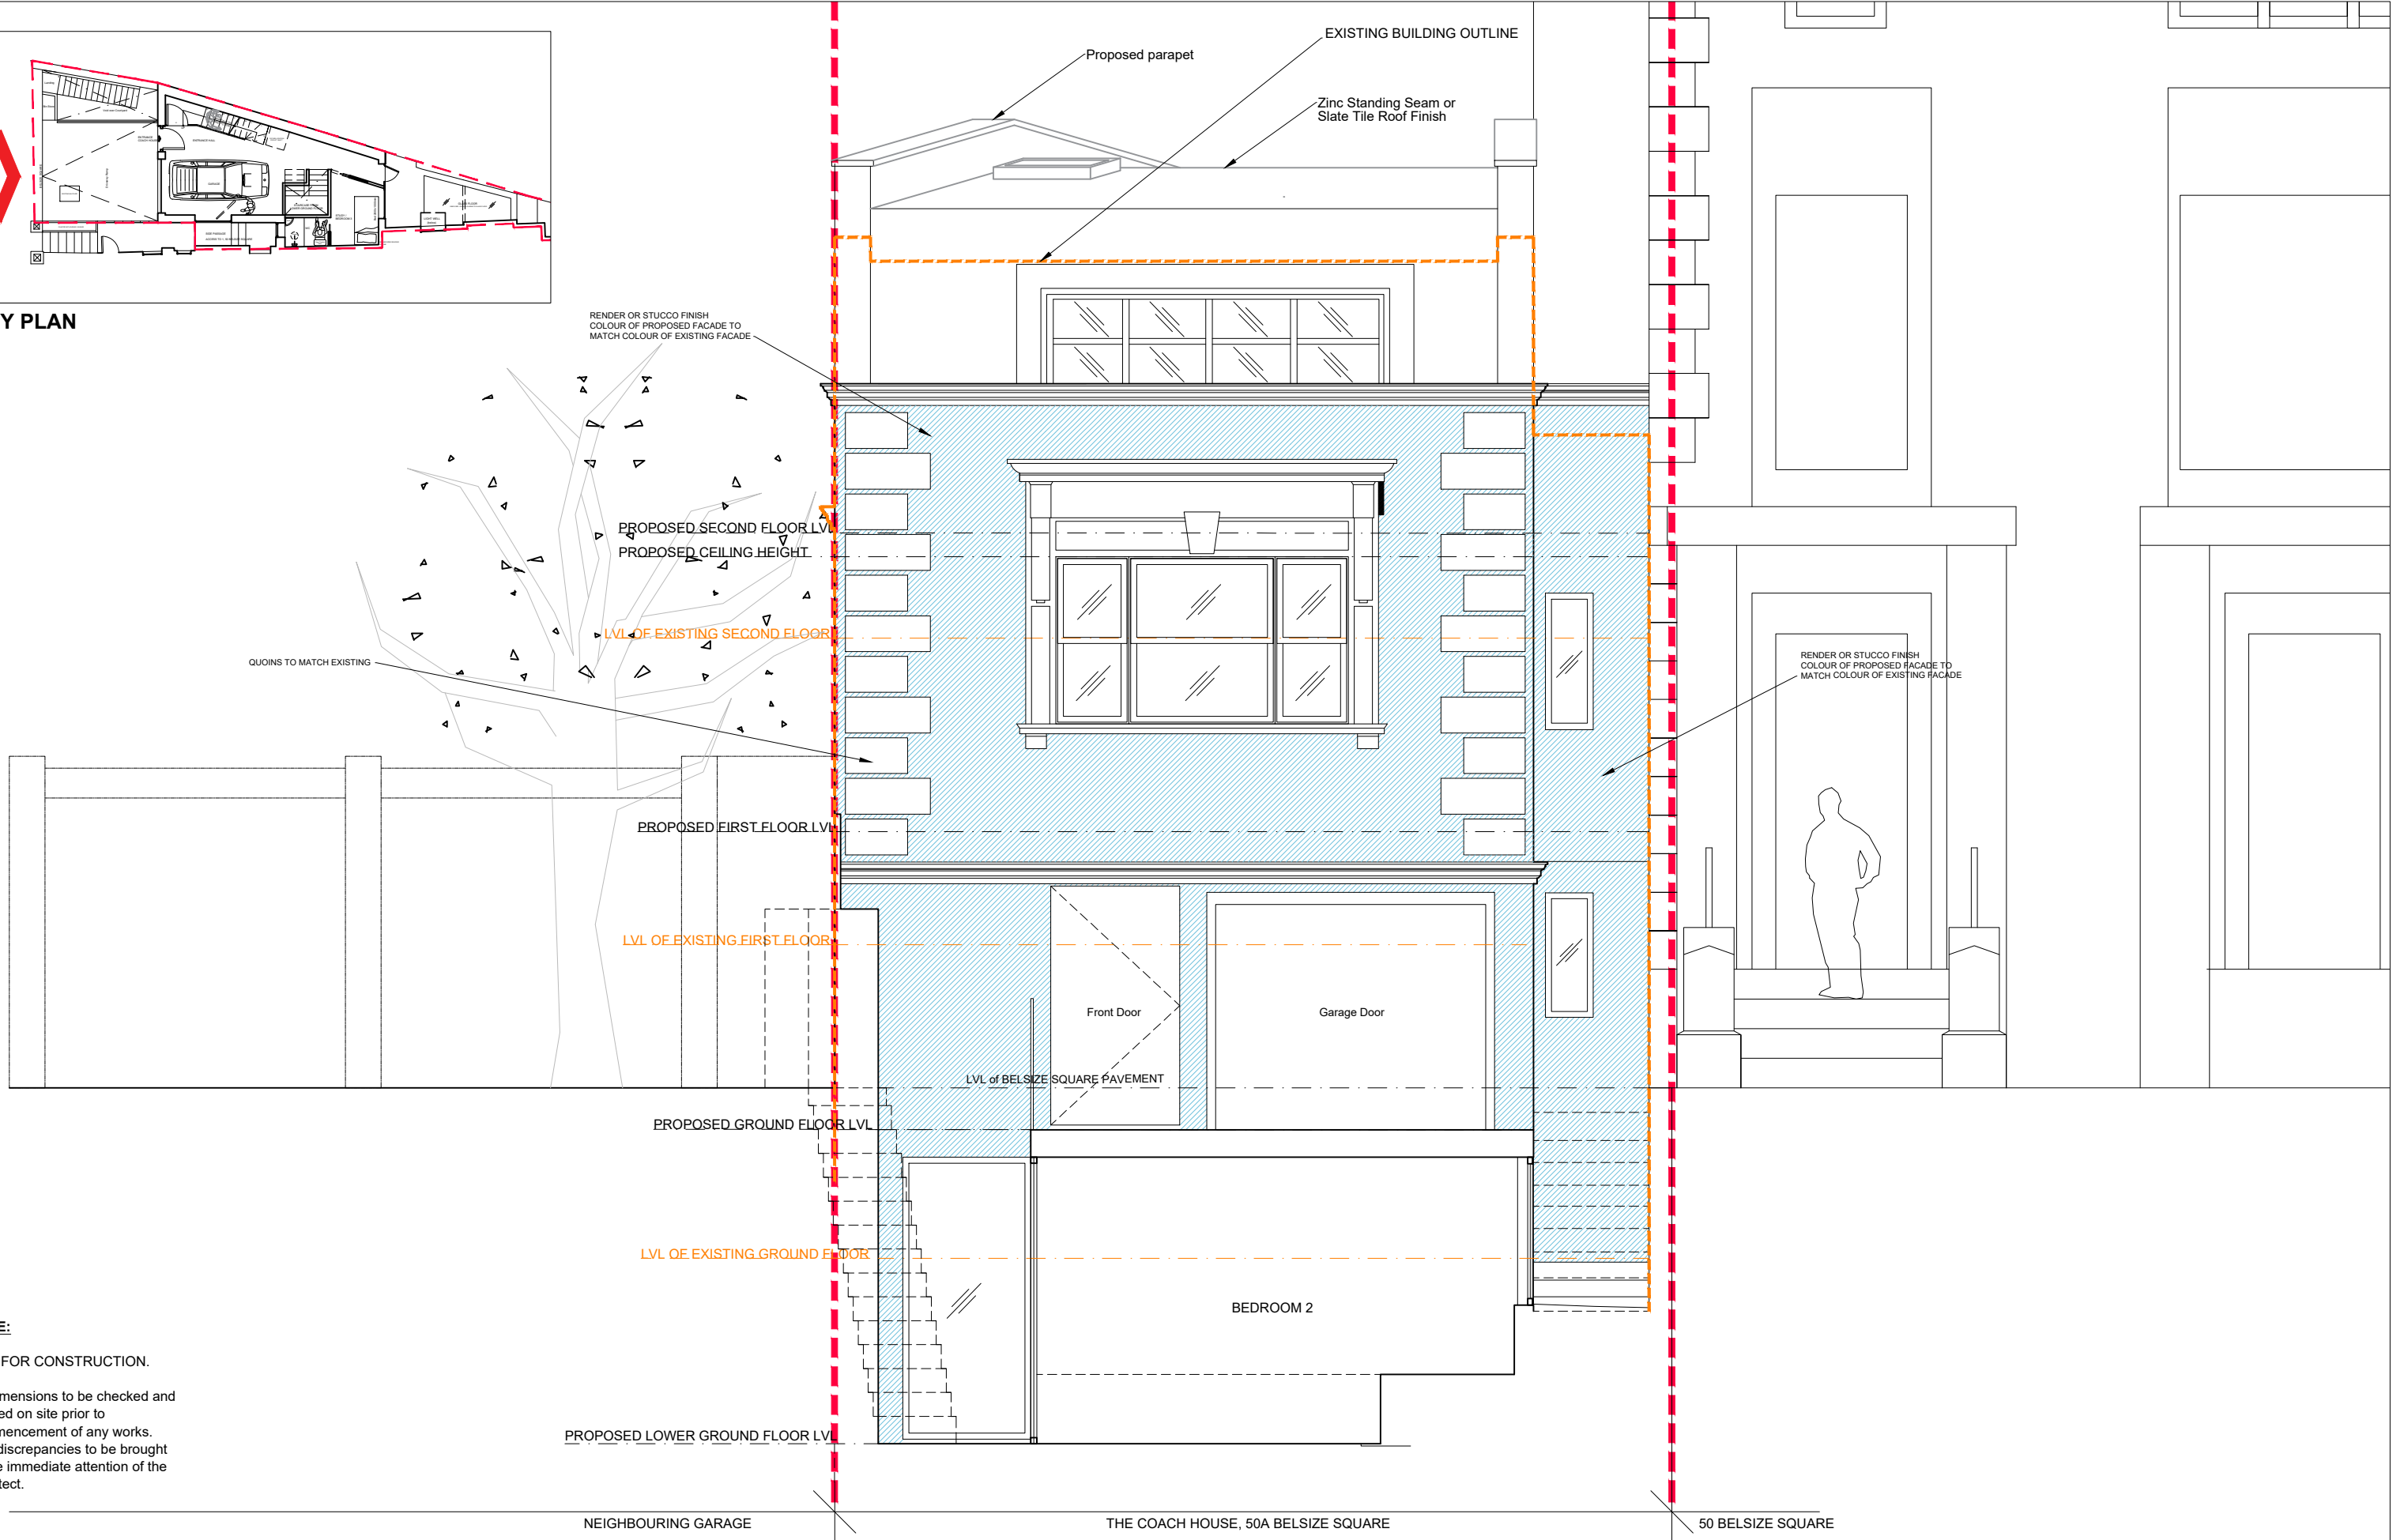 EXISTING BUILDING OUTLINE
Proposed parapet
Zinc Standing Seam or
Slate Tile Roof Finish
Y PLAN
RENDER OR STUCCO FINISH
COLOUR OF PROPOSED FACADE TO
MATCH COLOUR OF EXISTING FACADE
PROPOSED SECOND FLOOR LVL
PROPOSED CEILING HEIGHT
LVL OF EXISTING SECOND FLOOR
QUOINS TO MATCH EXISTING
RENDER OR STUCCO FINISH
COLOUR OF PROPOSED FACADE TO
MATCH COLOUR OF EXISTING FACADE
PROPOSED FIRST FLOOR LVL
LVL OF EXISTING FIRST FLOOR
Front Door
Garage Door
LVL of BELSIZE SQUARE PAVEMENT
PROPOSED GROUND FLOOR LVL
LVL OF EXISTING GROUND FLOOR
BEDROOM 2
E:
FOR CONSTRUCTION.
mensions to be checked and
ed on site prior to
mencement of any works.
discrepancies to be brought
e immediate attention of the
tect.
PROPOSED LOWER GROUND FLOOR LVL
NEIGHBOURING GARAGE
THE COACH HOUSE, 50A BELSIZE SQUARE
50 BELSIZE SQUARE